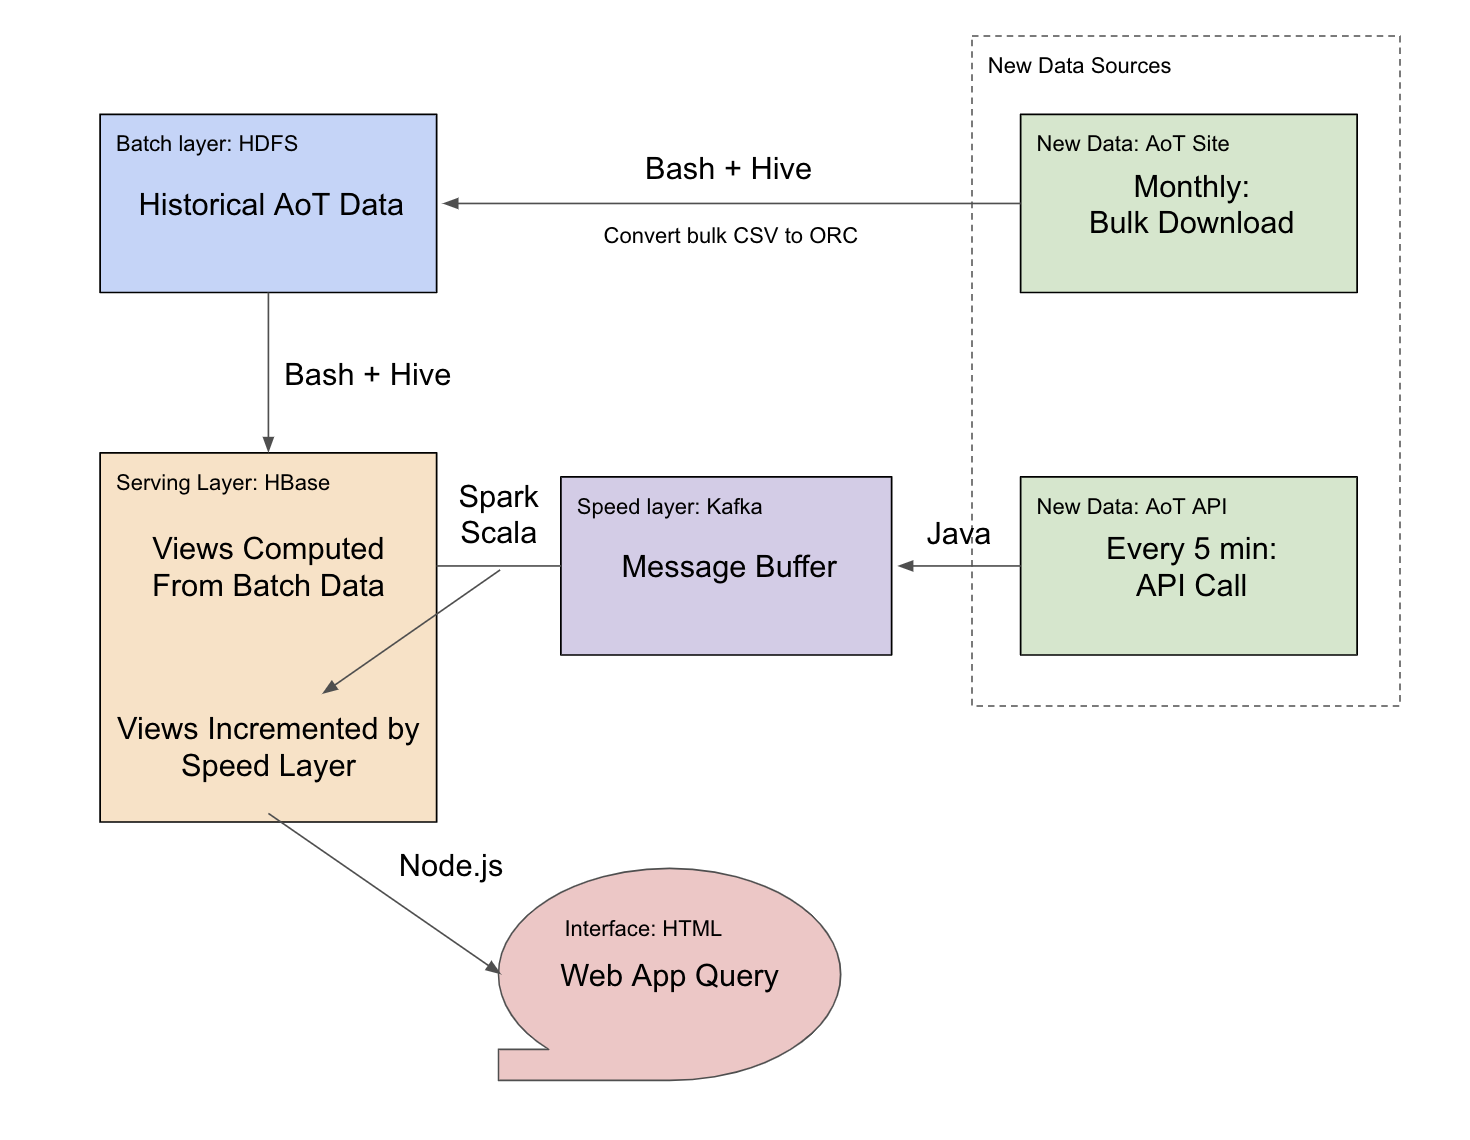 New Data Sources
Batch layer: HDFS
Historical AoT Data
Bash + Hive
Convert bulk CSV to ORC
New Data: AoT Site
Monthly:
Bulk Download
Bash + Hive
Serving Layer: HBase
Views Computed
From Batch Data
Views Incremented by
Speed Layer
Spark
Scala
Speed layer: Kafka
Message Buffer
Java
New Data: AoT API
Every 5 min:
API Call
Node.js
Interface: HTML
Web App Query